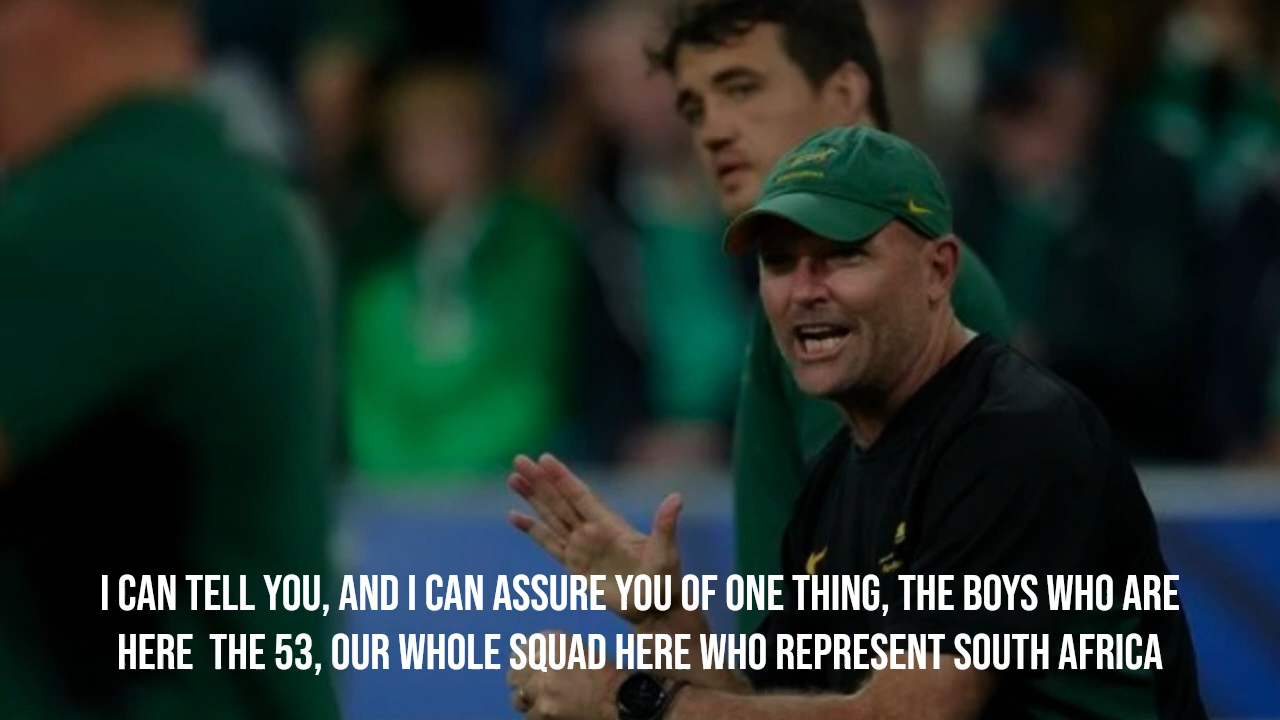 I CAN TELL YOU, AND I CAN ASSURE YOU OF ONE THING, THE BOYS WHO ARE
HERE  THE 53, OUR WHOLE SQUAD HERE WHO REPRESENT SOUTH AFRICA